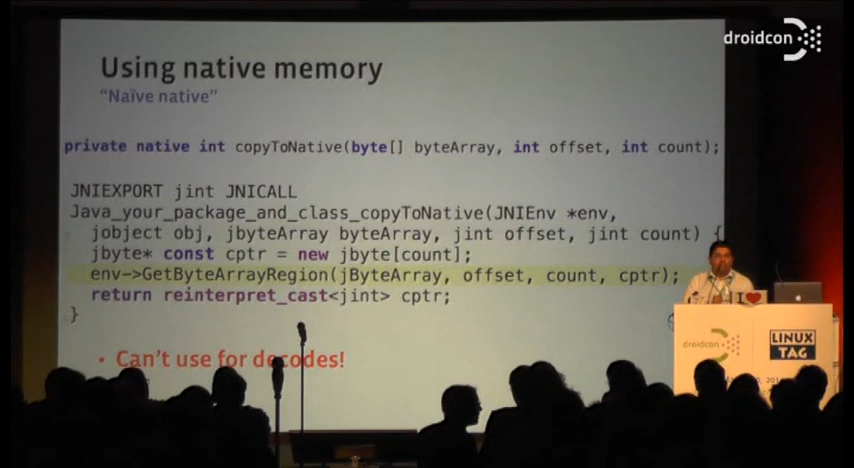 droidcon
Using native memory
“Naïve native”
private native int copyToNative(byte[] byteArray, int offset, int count);
JNIEXPORT jint JNICALL
Java_your_package_and_class_copyToNative(JNIEnv *env,
jobject obj, jbyteArray byteArray, jint offset, jint count) {
jbyte* const cptr = new jbyte[count];
env->GetByteArrayRegion(jByteArray, offset, count, cptr);
return reinterpret_cast<jint> cptr;
}
• Can't use for decodes!
I
droidcon
LINUX
TAG